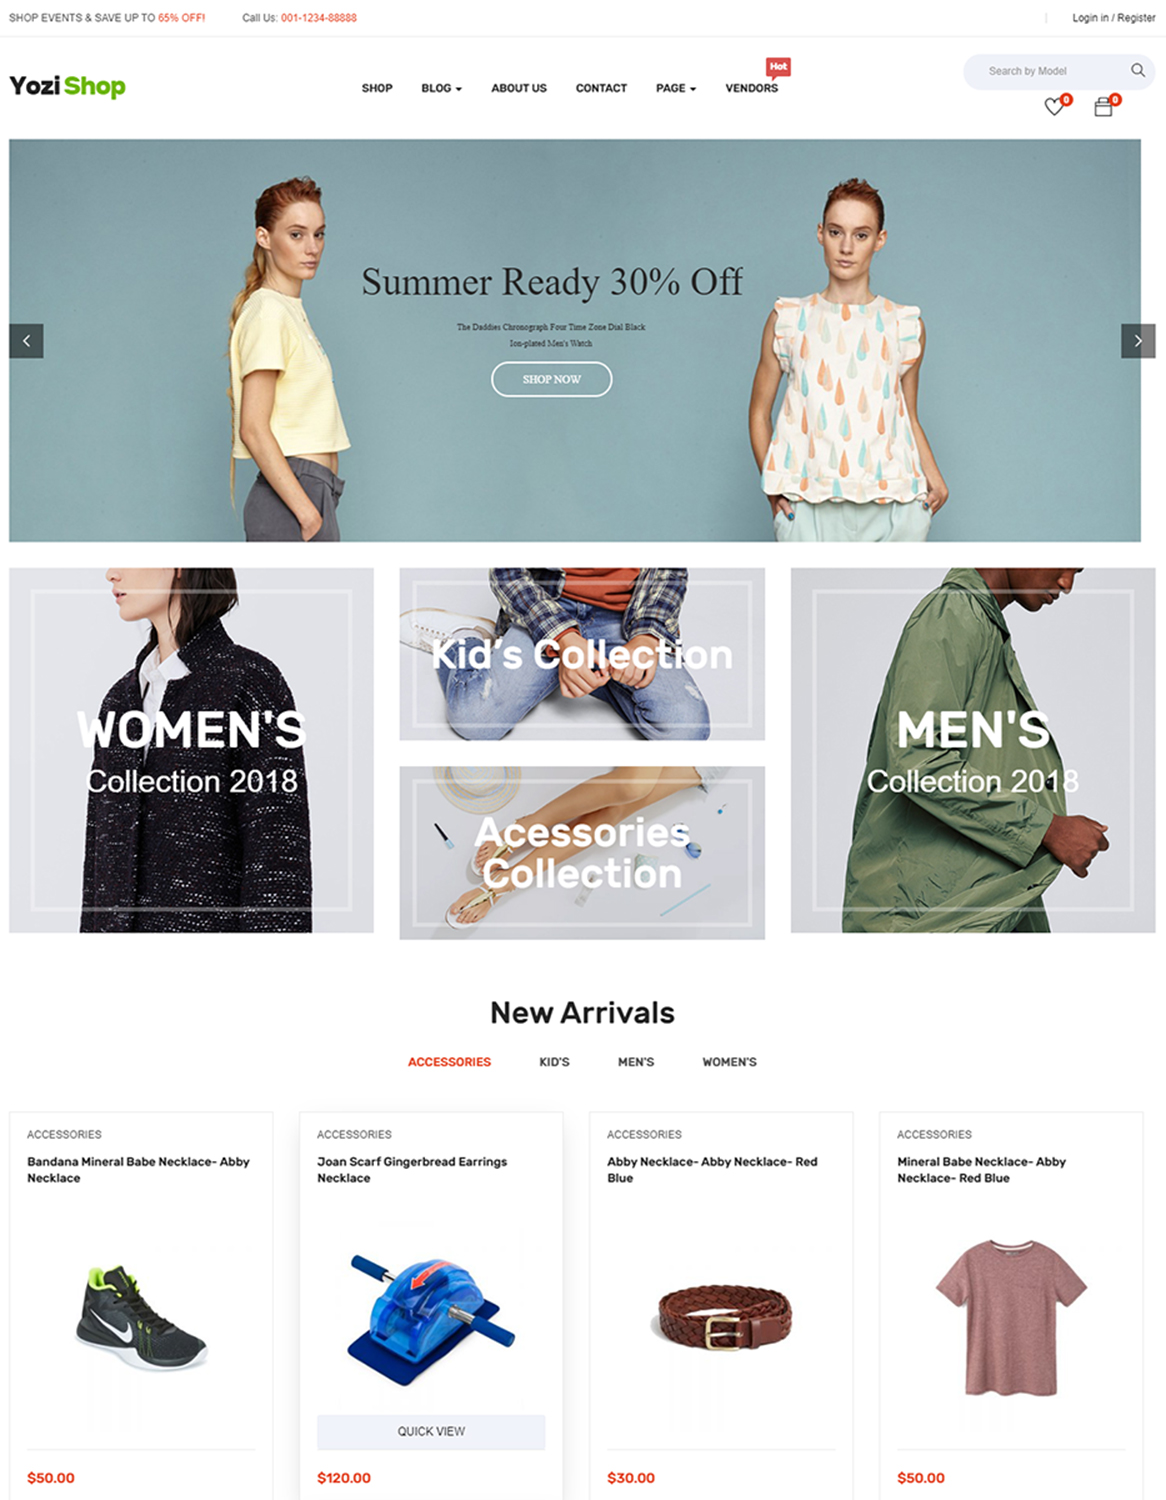 SHOP EVENTS & SAVE UP TO 65% OFF! Call Us: 001-1234-88888 Login in / Register
Yozi Shop
SHOP BLOG ABOUT US CONTACT PAGE VENDORS
Hot
Search by Model
0 0
Summer Ready 30% Off
The Daddies Chronograph Four Time Zone Dial Black
Ion-plated Men's Watch
SHOP NOW
WOMEN'S
Collection 2018
Kid's Collection
Acessories
Collection
MEN'S
Collection 2018
New Arrivals
ACCESSORIES KID'S MEN'S WOMEN'S
ACCESSORIES
Bandana Mineral Babe Necklace- Abby
Necklace
$50.00
ACCESSORIES
Joan Scarf Gingerbread Earrings
Necklace
QUICK VIEW
$120.00
ACCESSORIES
Abby Necklace- Abby Necklace- Red
Blue
$30.00
ACCESSORIES
Mineral Babe Necklace- Abby
Necklace- Red Blue
$50.00